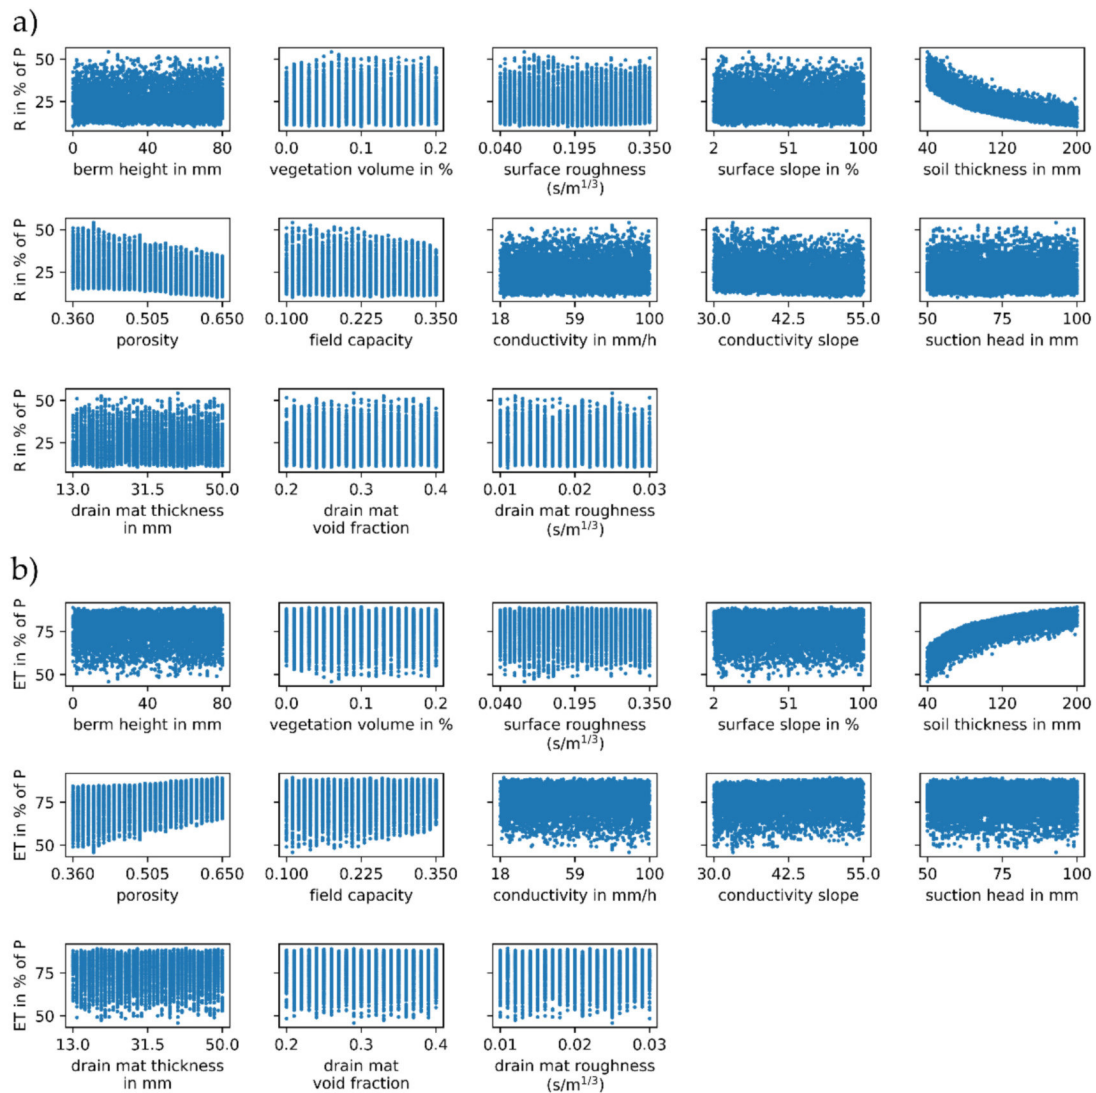 a)
R in % of P
50
25
0 40 80
berm height in mm
0.0 0.1 0.2
vegetation volume in %
0.040 0.195 0.350
surface roughness
(s/m1/3)
2 51 100
surface slope in %
40 120 200
soil thickness in mm
R in % of P
50
25
0.360 0.505 0.650
porosity
0.100 0.225 0.350
field capacity
18 59 100
conductivity in mm/h
30.0 42.5 55.0
conductivity slope
50 75 100
suction head in mm
R in % of P
50
25
13.0 31.5 50.0
drain mat thickness
in mm
0.2 0.3 0.4
drain mat
void fraction
0.01 0.02 0.03
drain mat roughness
(s/m1/3)
b)
ET in % of P
75
50
0 40 80
berm height in mm
0.0 0.1 0.2
vegetation volume in %
0.040 0.195 0.350
surface roughness
(s/m1/3)
2 51 100
surface slope in %
40 120 200
soil thickness in mm
ET in % of P
75
50
0.360 0.505 0.650
porosity
0.100 0.225 0.350
field capacity
18 59 100
conductivity in mm/h
30.0 42.5 55.0
conductivity slope
50 75 100
suction head in mm
ET in % of P
75
50
13.0 31.5 50.0
drain mat thickness
in mm
0.2 0.3 0.4
drain mat
void fraction
0.01 0.02 0.03
drain mat roughness
(s/m1/3)